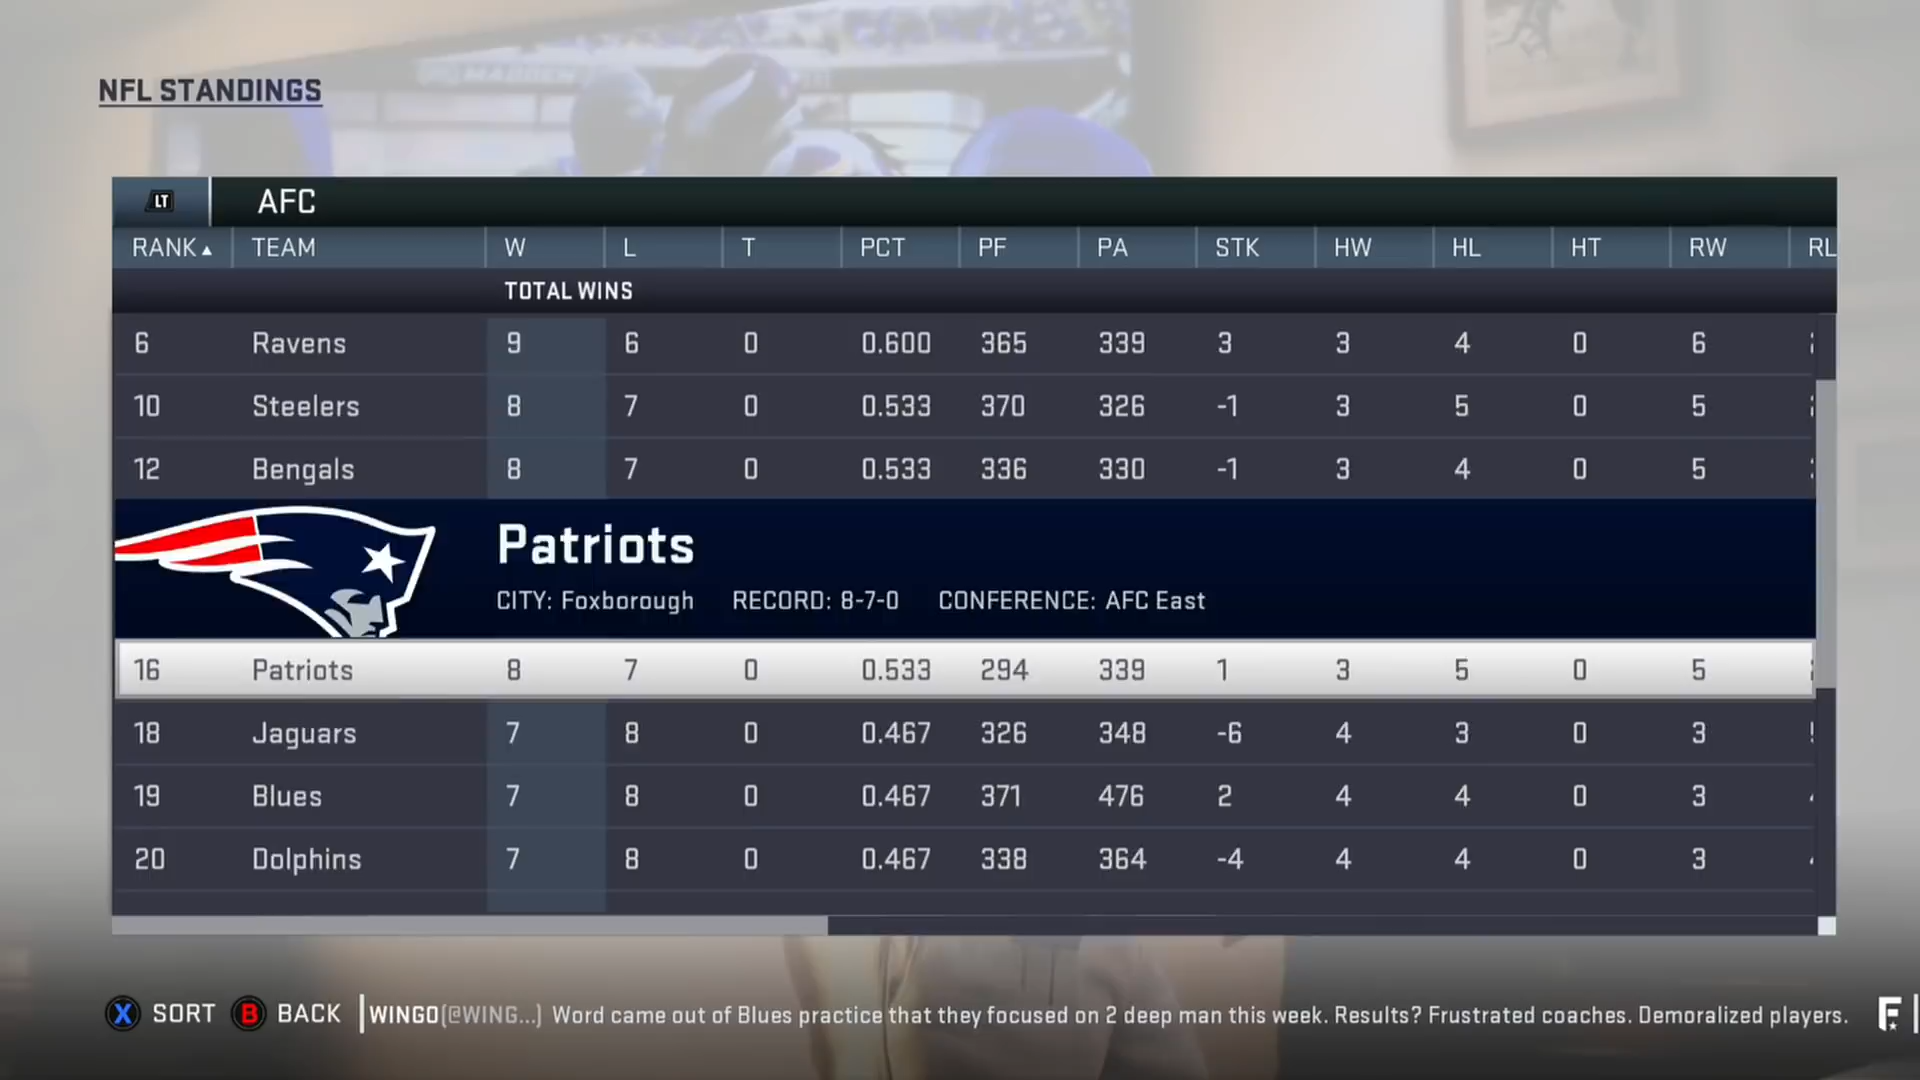 MADDEN
NFL STANDINGS
LT AFC
RANK▲ TEAM W L T PCT PF PA STK HW HL HT RW RL
TOTAL WINS
6 Ravens 9 6 0 0.600 365 339 3 3 4 0 6
10 Steelers 8 7 0 0.533 370 326 -1 3 5 0 5
12 Bengals 8 7 0 0.533 336 330 -1 3 4 0 5
Patriots
CITY: Foxborough RECORD: 8-7-0 CONFERENCE: AFC East
16 Patriots 8 7 0 0.533 294 339 1 3 5 0 5
18 Jaguars 7 8 0 0.467 326 348 -6 4 3 0 3
19 Blues 7 8 0 0.467 371 476 2 4 4 0 3
20 Dolphins 7 8 0 0.467 338 364 -4 4 4 0 3
X SORT B BACK WINGO(@WING...) Word came out of Blues practice that they focused on 2 deep man this week. Results? Frustrated coaches. Demoralized players. F